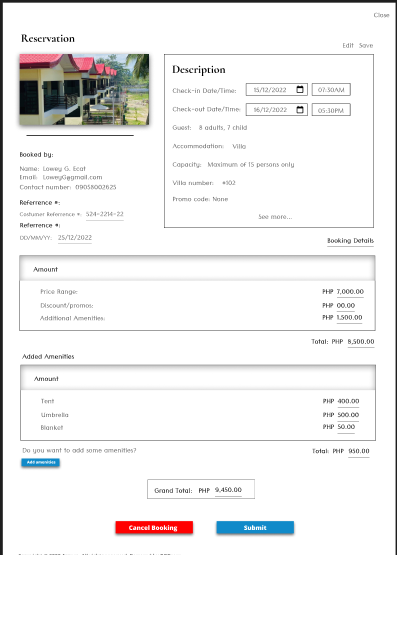 Close
Reservation
Edit Save
Description
Check-in Date/Time: 15/12/2022 07:30AM
Check-out Date/Time: 16/12/2022 05:30PM
Guest: 8 adults, 7 child
Accommodation: Villa
Capacity: Maximum of 15 persons only
Villa number: #102
Promo code: None
See more...
Booked by:
Name: Lowey G. Ecat
Email: LoweyG@gmail.com
Contact number: 09058002625
Referrence #:
Costumer Referrence #: 524-2214-22
Referrence #:
DD/MM/YY: 25/12/2022
Booking Details
Amount
Price Range: PHP 7,000.00
Discount/promos: PHP 00.00
Additional Amenities: PHP 1,500.00
Total: PHP 8,500.00
Added Amenities
Amount
Tent PHP 400.00
Umbrella PHP 500.00
Blanket PHP 50.00
Do you want to add some amenities? Total: PHP 950.00
Add amenities
Grand Total: PHP 9,450.00
Cancel Booking Submit